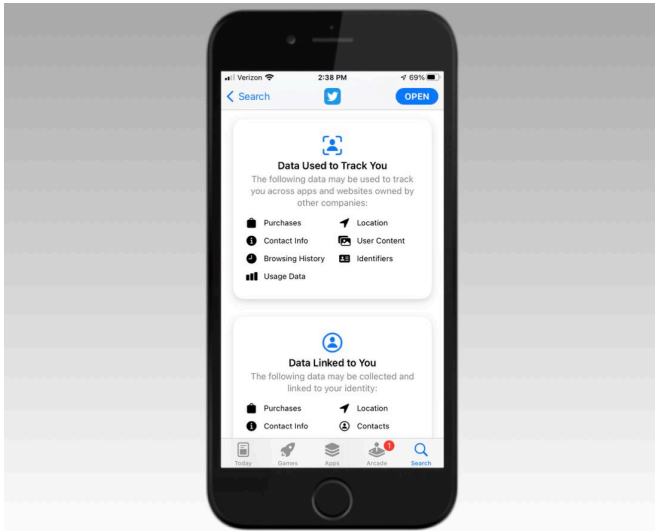 Verizon 2:38 PM 69%
Search OPEN
Data Used to Track You
The following data may be used to track
you across apps and websites owned by
other companies:
Purchases Location
Contact Info User Content
Browsing History Identifiers
Usage Data
Data Linked to You
The following data may be collected and
linked to your identity:
Purchases Location
Contact Info Contacts
1
Today Games Apps Arcade Search